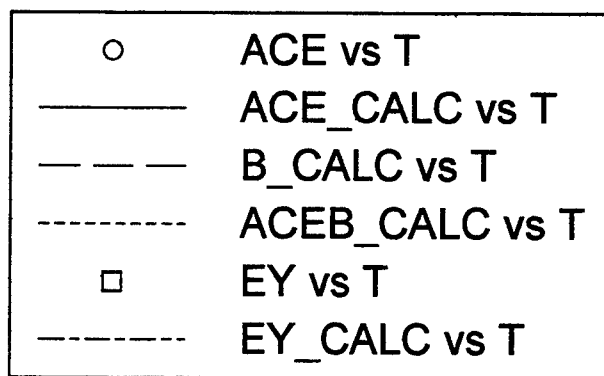 ACE vs T
ACE_CALC vs T
B_CALC vs T
ACEB_CALC vs T
EY vs T
EY_CALC vs T